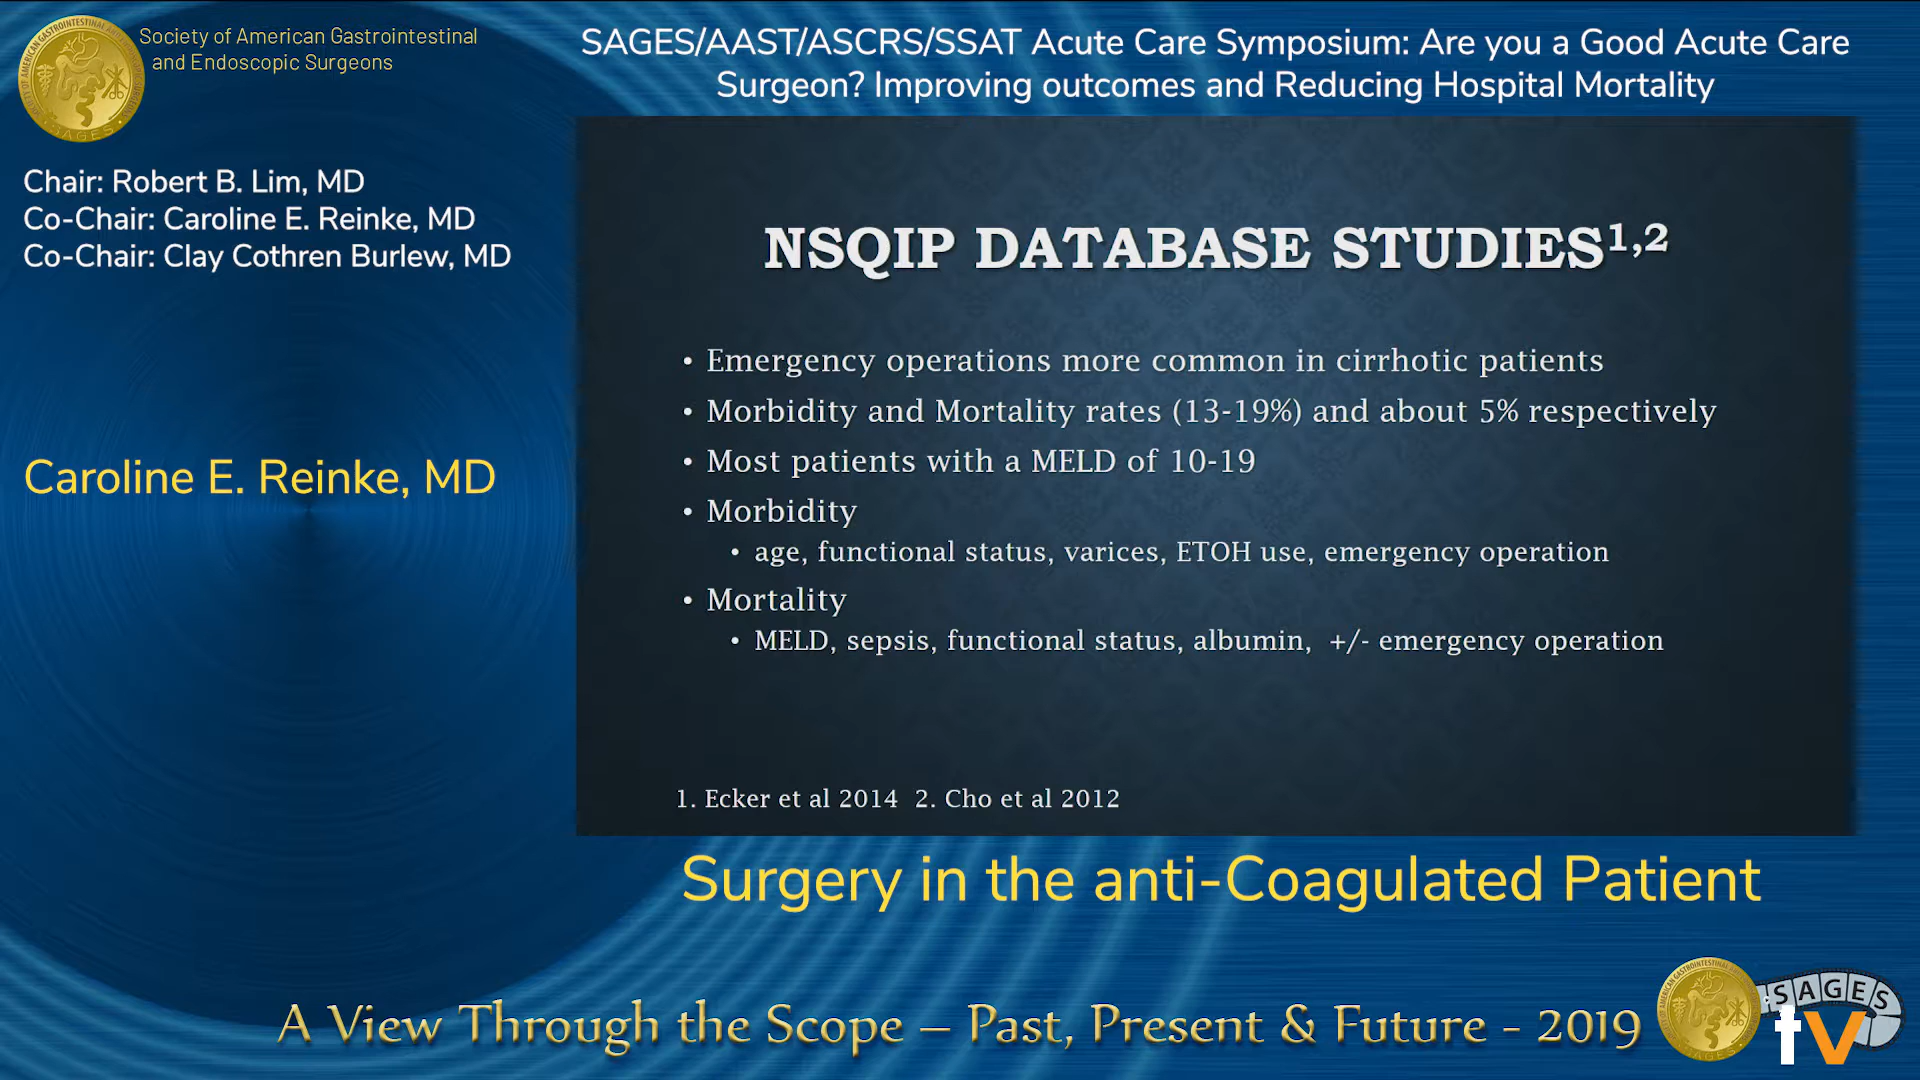 Society of American Gastrointestinal
and Endoscopic Surgeons
SAGES/AAST/ASCRS/SSAT Acute Care Symposium: Are you a Good Acute Care
Surgeon? Improving outcomes and Reducing Hospital Mortality
Chair: Robert B. Lim, MD
Co-Chair: Caroline E. Reinke, MD
Co-Chair: Clay Cothren Burlew, MD
Caroline E. Reinke, MD
NSQIP DATABASE STUDIES1,2
• Emergency operations more common in cirrhotic patients
• Morbidity and Mortality rates (13-19%) and about 5% respectively
• Most patients with a MELD of 10-19
• Morbidity
• age, functional status, varices, ETOH use, emergency operation
• Mortality
• MELD, sepsis, functional status, albumin, +/- emergency operation
1. Ecker et al 2014 2. Cho et al 2012
Surgery in the anti-Coagulated Patient
A View Through the Scope – Past, Present & Future - 2019
SAGES
tv